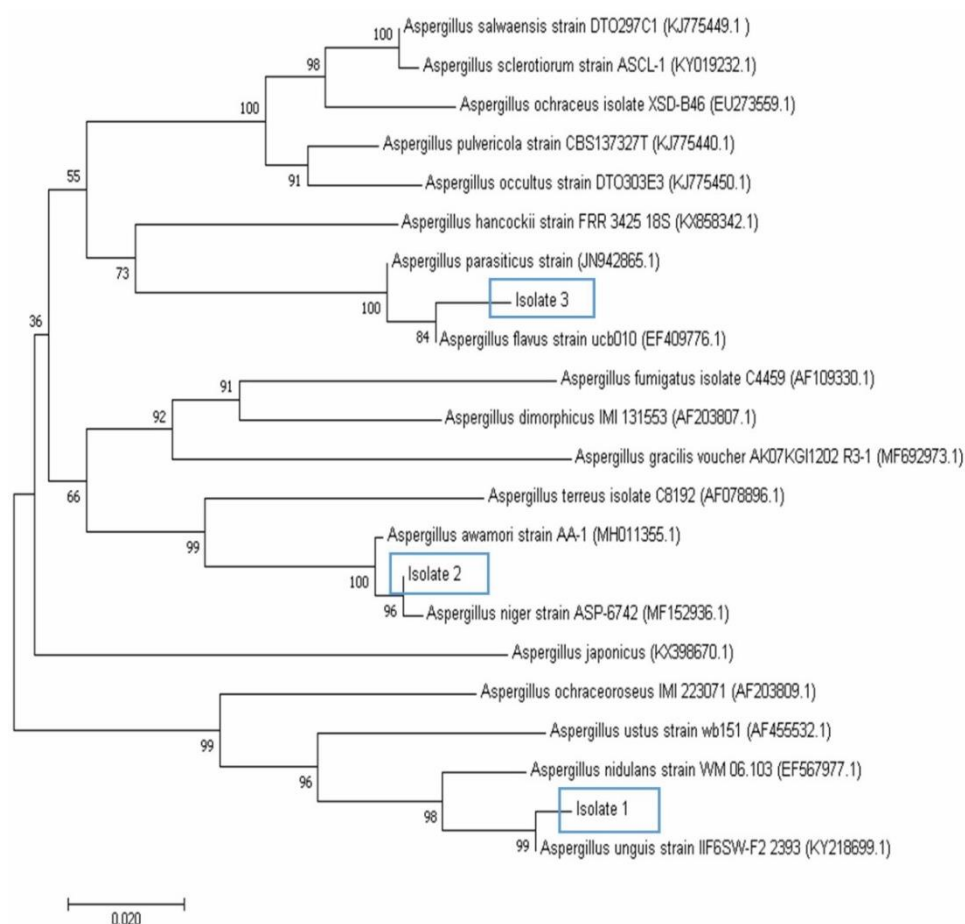 Aspergillus salwaensis strain DTO297C1 (KJ775449.1 )
100
Aspergillus sclerotiorum strain ASCL-1 (KY019232.1)
98
Aspergillus ochraceus isolate XSD-B46 (EU273559.1)
100
Aspergillus pulvericola strain CBS137327T (KJ775440.1)
91
Aspergillus occultus strain DTO303E3 (KJ775450.1)
55
Aspergillus hancockii strain FRR 3425 18S (KX858342.1)
73
Aspergillus parasiticus strain (JN942865.1)
100
Isolate 3
84
Aspergillus flavus strain ucb010 (EF409776.1)
36
Aspergillus fumigatus isolate C4459 (AF109330.1)
91
Aspergillus dimorphicus IMI 131553 (AF203807.1)
92
Aspergillus gracilis voucher AK07KGI1202 R3-1 (MF692973.1)
66
Aspergillus terreus isolate C8192 (AF078896.1)
99
Aspergillus awamori strain AA-1 (MH011355.1)
100
Isolate 2
96
Aspergillus niger strain ASP-6742 (MF152936.1)
Aspergillus japonicus (KX398670.1)
Aspergillus ochraceoroseus IMI 223071 (AF203809.1)
99
Aspergillus ustus strain wb151 (AF455532.1)
96
Aspergillus nidulans strain WM 06.103 (EF567977.1)
98
Isolate 1
99
Aspergillus unguis strain IIF6SW-F2 2393 (KY218699.1)
0.020